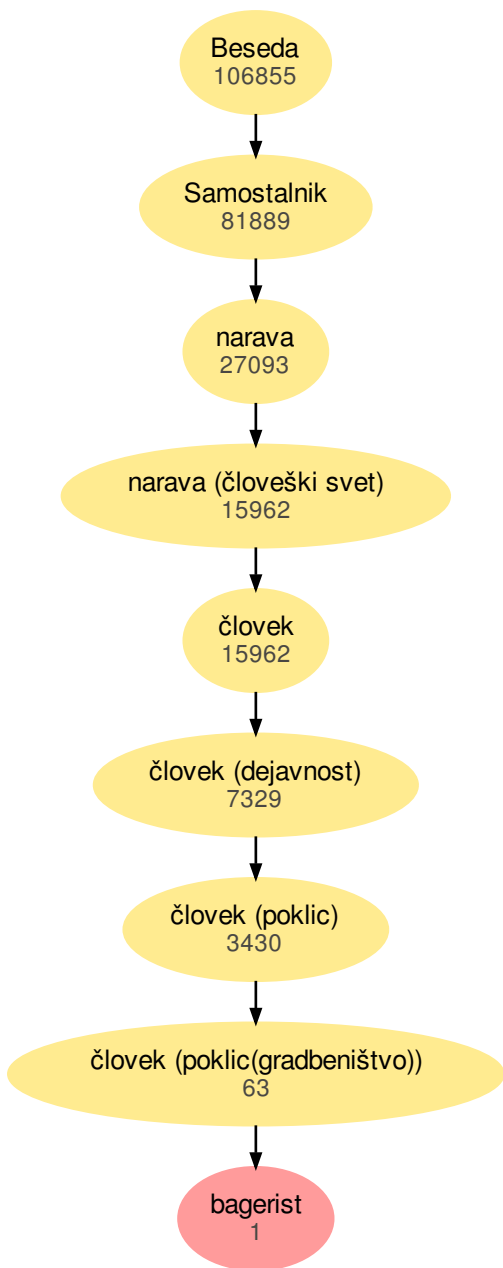 Beseda
106855
Samostalnik
81889
narava
27093
narava (človeški svet)
15962
človek
15962
človek (dejavnost)
7329
človek (poklic)
3430
človek (poklic(gradbeništvo))
63
bagerist
1